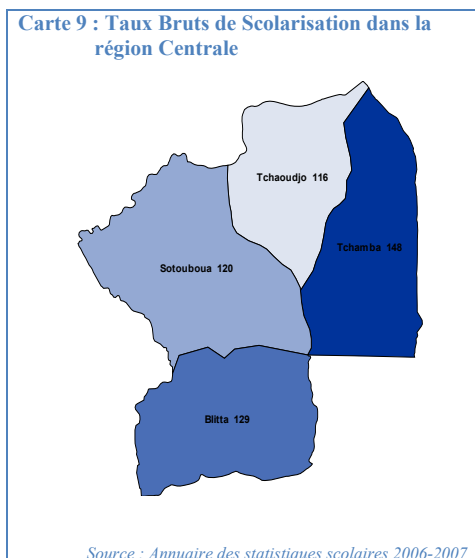 Carte 9 : Taux Bruts de Scolarisation dans la
région Centrale
Tchaoudjo 116
Tchamba 148
Sotouboua 120
Blitta 129
Source : Annuaire des statistiques scolaires 2006-2007